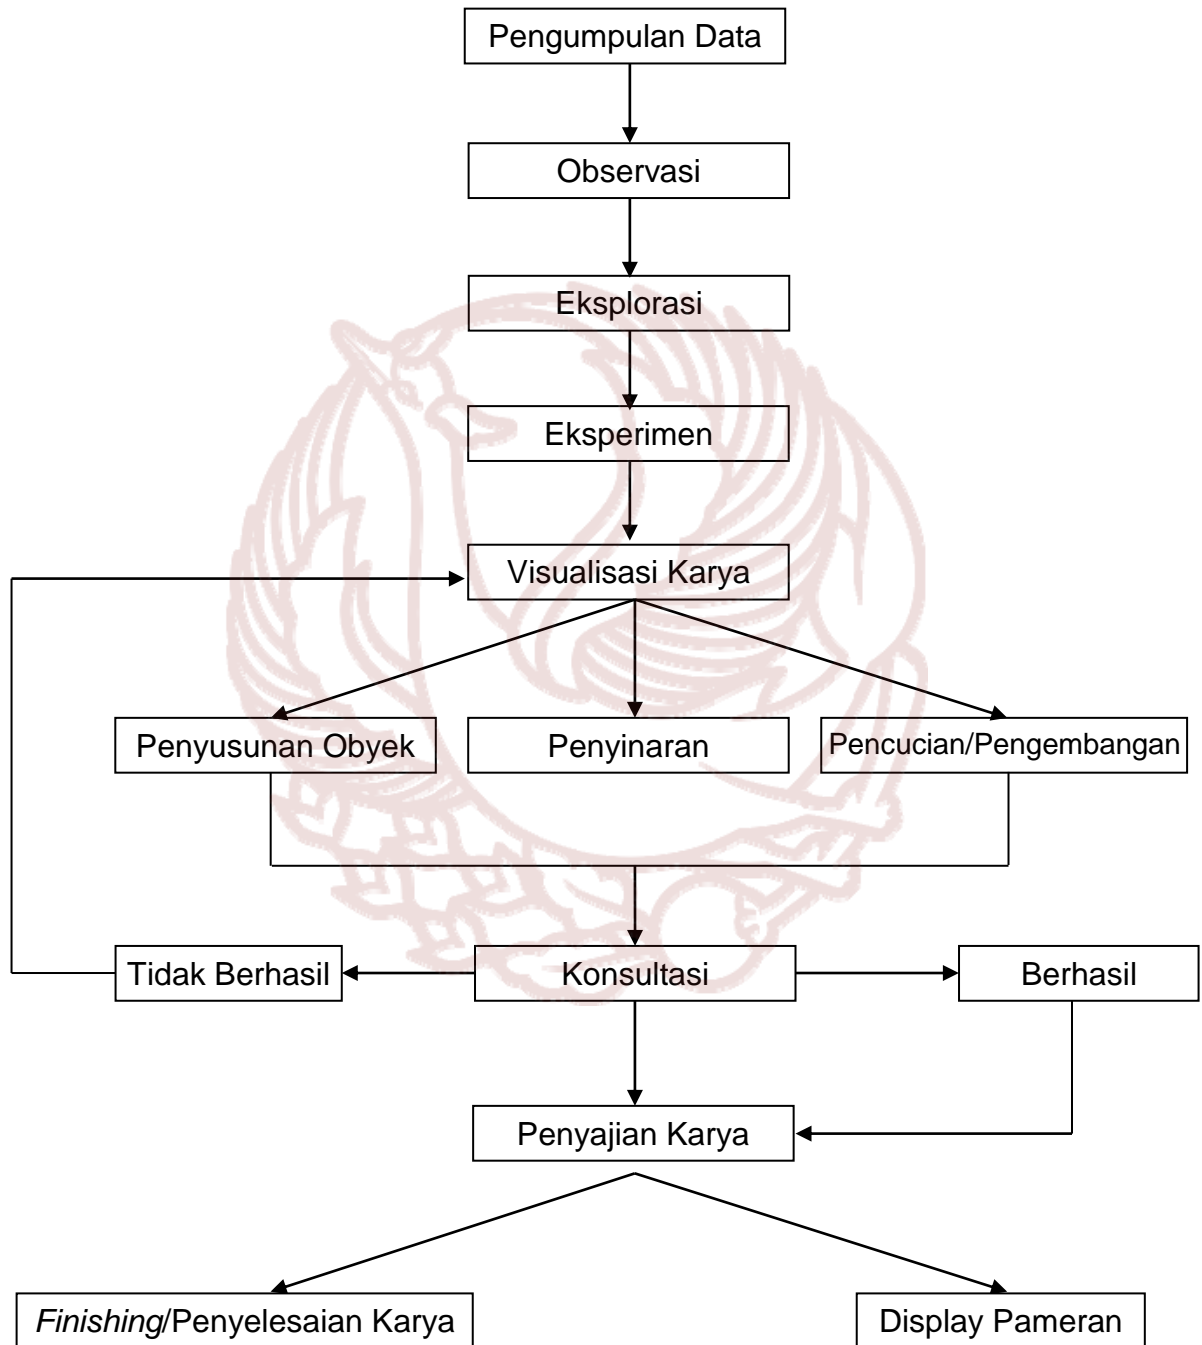 Pengumpulan Data
Observasi
Eksplorasi
Eksperimen
Visualisasi Karya
Penyusunan Obyek
Penyinaran
Pencucian/Pengembangan
Tidak Berhasil
Konsultasi
Berhasil
Penyajian Karya
Finishing/Penyelesaian Karya
Display Pameran